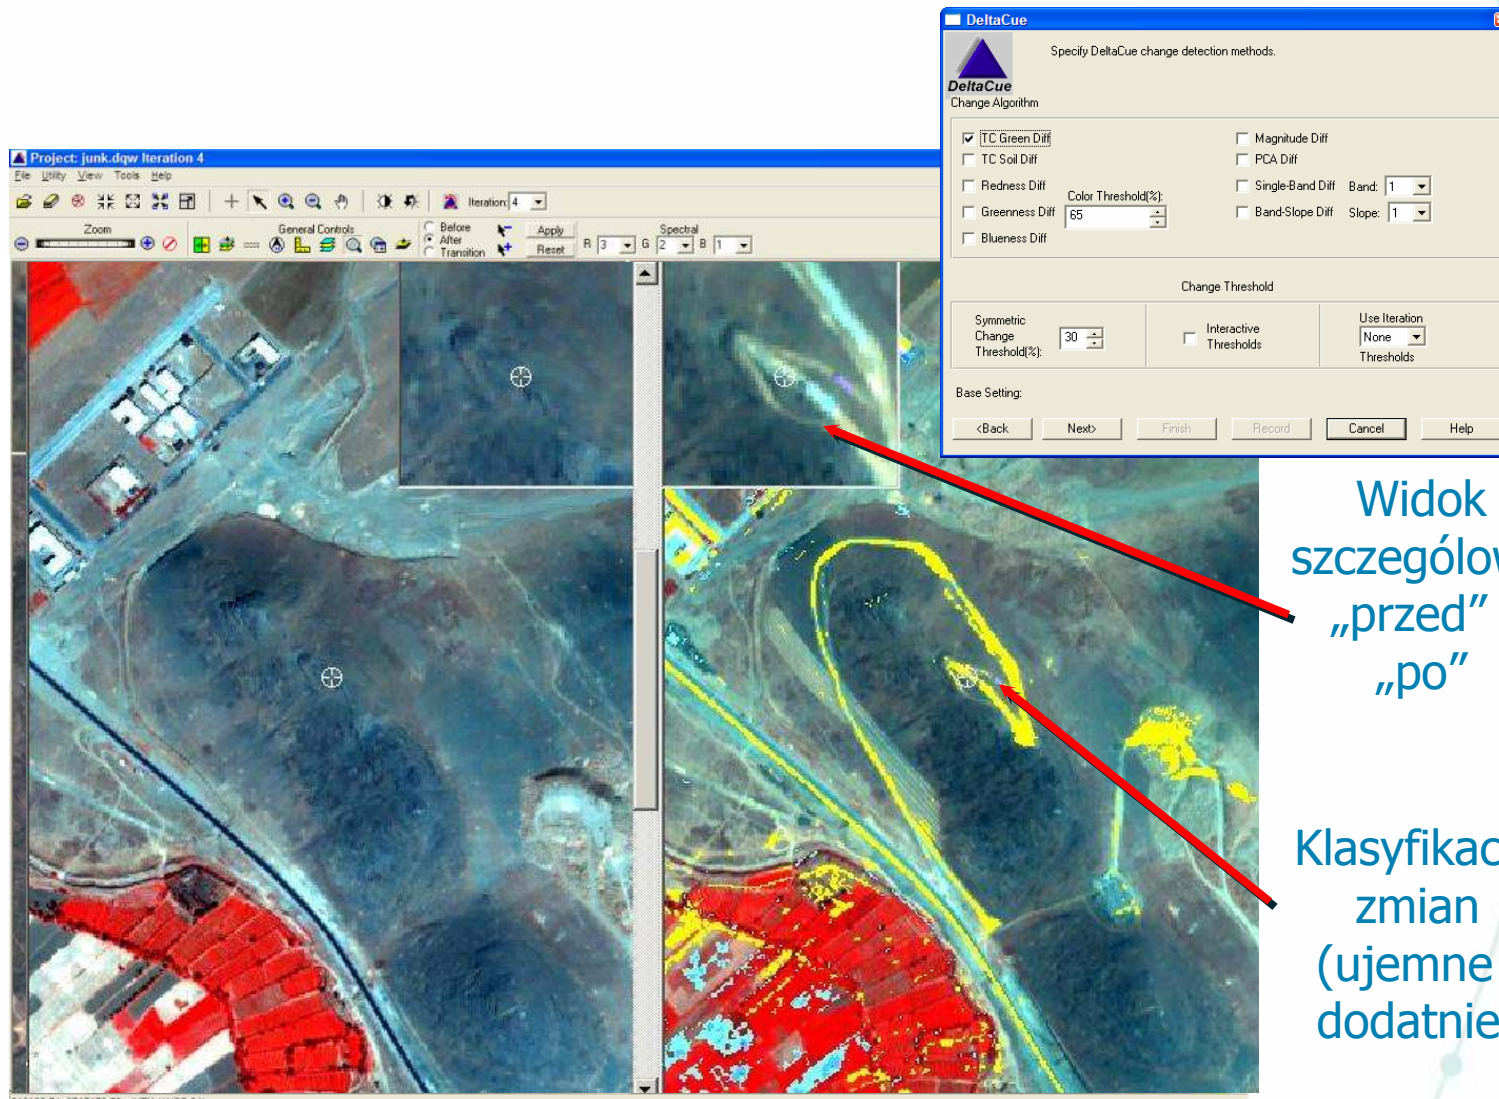 DeltaCue
Specify DeltaCue change detection methods.
DeltaCue
Change Algorithm
TC Green Diff
TC Soil Diff
Redness Diff
Greenness Diff
Blueness Diff
Color Threshold(%):
65
Magnitude Diff
PCA Diff
Single-Band Diff Band: 1
Band-Slope Diff Slope: 1
Change Threshold
Symmetric
Change
Threshold(%):
30
Interactive
Thresholds
Use Iteration
None
Thresholds
Base Setting:
<Back Next> Finish Record Cancel Help
Project: junk.dqw Iteration 4
File Utility View Tools Help
Iteration: 4
Zoom
General Controls
Before
After
Transition
Apply
Reset
Spectral
R 3 G 2 B 1
Widok
szczególow
„przed”
„po”
Klasyfikac
zmian
(ujemne
dodatnie